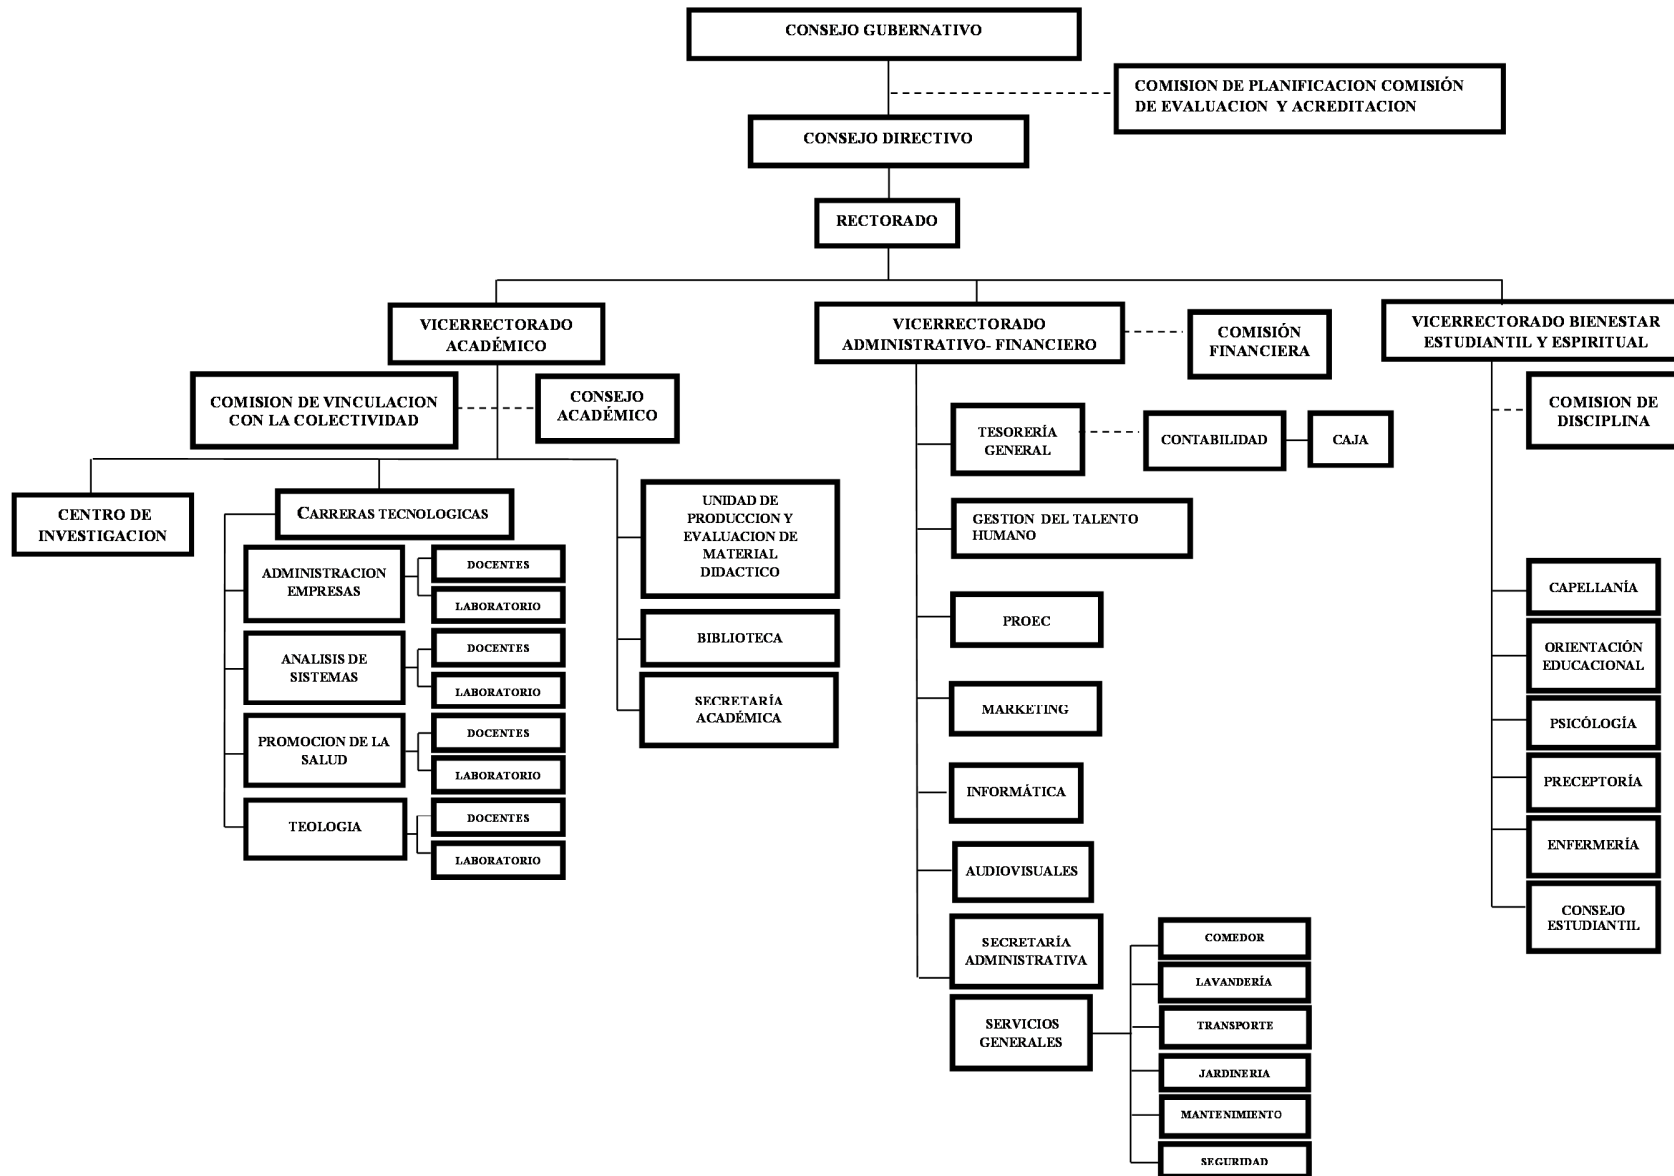 CONSEJO GUBERNATIVO
COMISION DE PLANIFICACION COMISIÓN
DE EVALUACION Y ACREDITACION
CONSEJO DIRECTIVO
RECTORADO
VICERRECTORADO
ACADÉMICO
VICERRECTORADO
ADMINISTRATIVO- FINANCIERO
COMISIÓN
FINANCIERA
VICERRECTORADO BIENESTAR
ESTUDIANTIL Y ESPIRITUAL
COMISION DE VINCULACION
CON LA COLECTIVIDAD
CONSEJO
ACADÉMICO
COMISION DE
DISCIPLINA
TESORERÍA
GENERAL
CONTABILIDAD
CAJA
CENTRO DE
INVESTIGACION
CARRERAS TECNOLOGICAS
ADMINISTRACION
EMPRESAS
DOCENTES
LABORATORIO
ANALISIS DE
SISTEMAS
DOCENTES
LABORATORIO
PROMOCION DE LA
SALUD
DOCENTES
LABORATORIO
TEOLOGIA
DOCENTES
LABORATORIO
UNIDAD DE
PRODUCCION Y
EVALUACION DE
MATERIAL
DIDACTICO
BIBLIOTECA
SECRETARÍA
ACADÉMICA
GESTION DEL TALENTO
HUMANO
PROEC
MARKETING
INFORMÁTICA
AUDIOVISUALES
SECRETARÍA
ADMINISTRATIVA
SERVICIOS
GENERALES
COMEDOR
LAVANDERÍA
TRANSPORTE
JARDINERIA
MANTENIMIENTO
SEGURIDAD
CAPELLANÍA
ORIENTACIÓN
EDUCACIONAL
PSICÓLOGÍA
PRECEPTORÍA
ENFERMERÍA
CONSEJO
ESTUDIANTIL